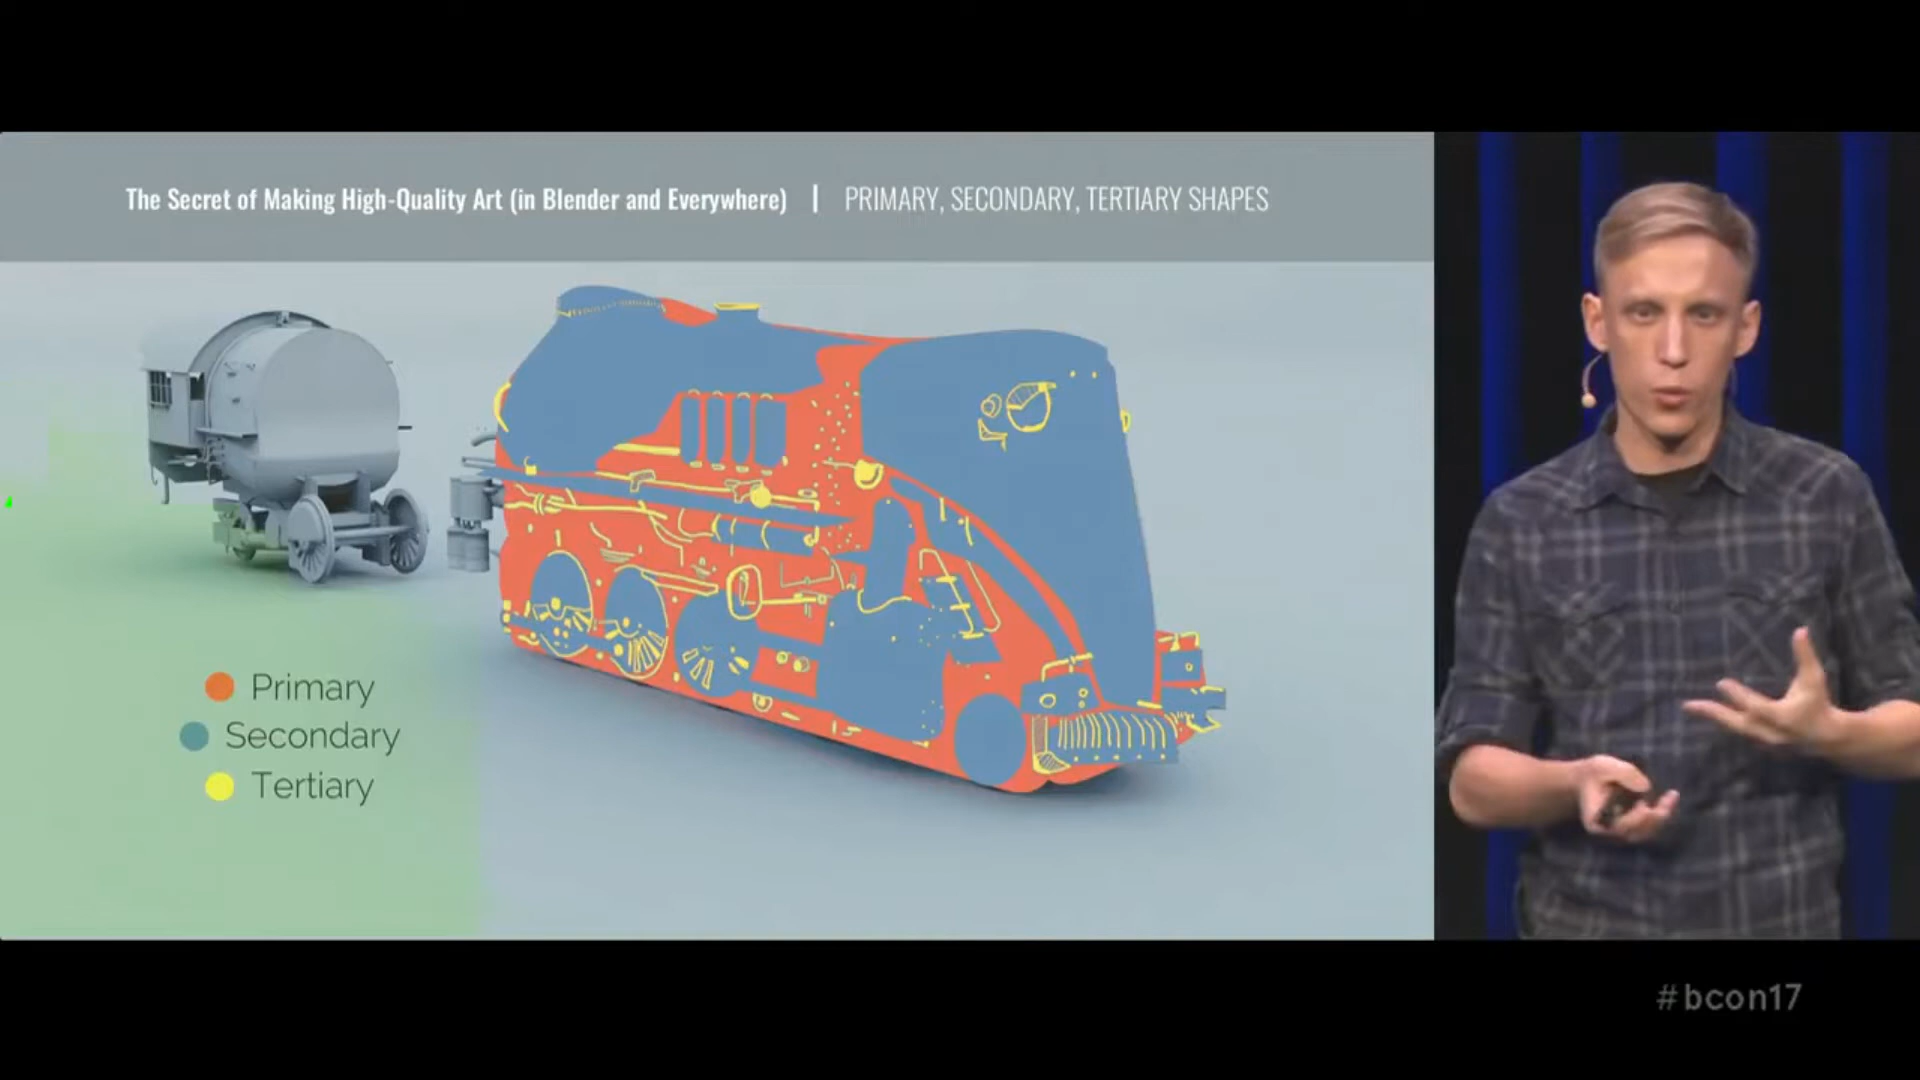 The Secret of Making High-Quality Art (in Blender and Everywhere) | PRIMARY, SECONDARY, TERTIARY SHAPES
Primary
Secondary
Tertiary
#bcon17